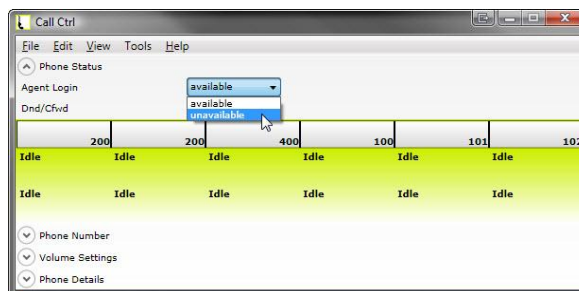 Call Ctrl
File Edit View Tools Help
Phone Status
Agent Login available
available
Dnd/Cfwd
unavailable
200 200 400 100 101 102
Idle Idle Idle Idle Idle Idle
Idle Idle Idle Idle Idle Idle
Phone Number
Volume Settings
Phone Details